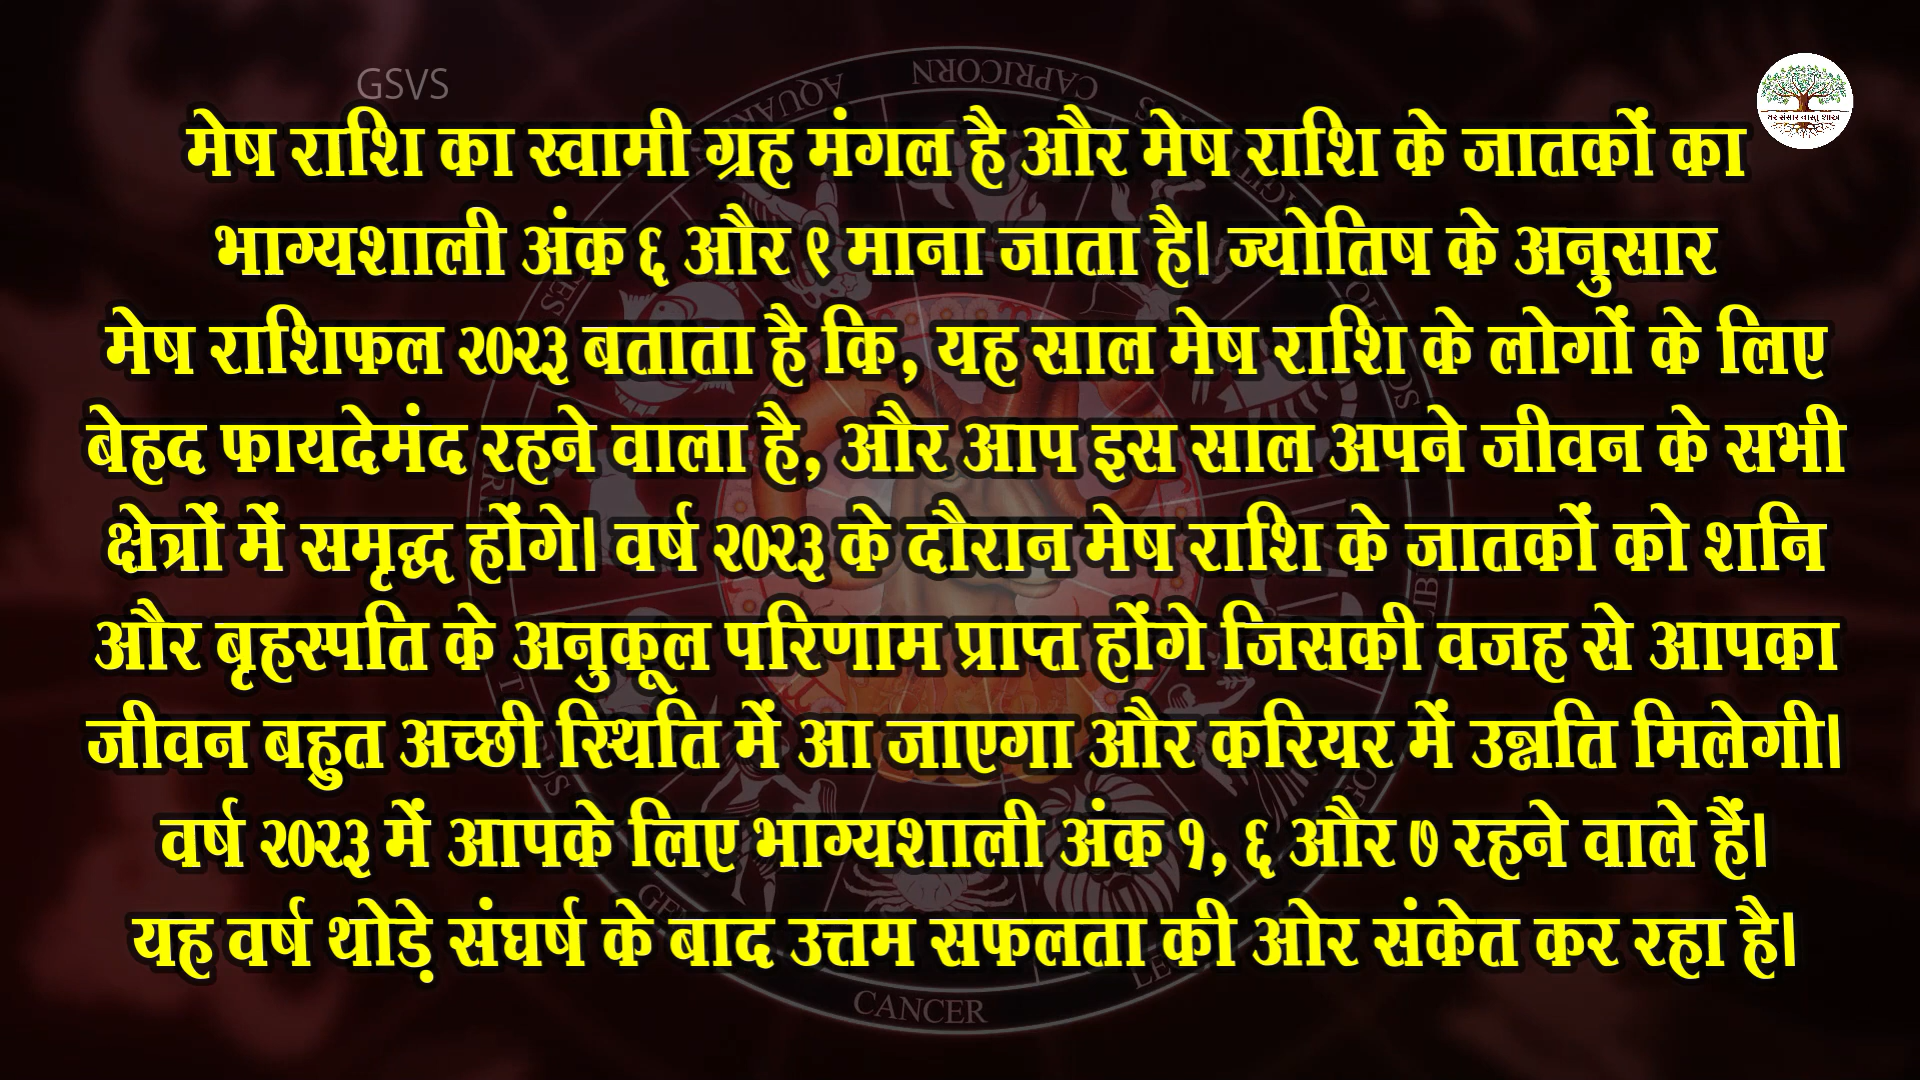 GSVS
CAPRICORN
मेष राशि का स्वामी ग्रह मंगल है और मेष राशि के जातकों का
भाग्यशाली अंक ६ और १ माना जाता है। ज्योतिष के अनुसार
मेष राशिफल २०२३ बताता है कि, यह साल मेष राशि के लोगों के लिए
बेहद फायदेमंद रहने वाला है, और आप इस साल अपने जीवन के सभी
क्षेत्रों में समृद्ध होंगे। वर्ष २०२३ के दौरान मेष राशि के जातकों को शनि
और बृहस्पति के अनुकूल परिणाम प्राप्त होंगे जिसकी वजह से आपका
जीवन बहुत अच्छी स्थिति में आ जाएगा और करियर में उन्नति मिलेगी।
वर्ष २०२३ में आपके लिए भाग्यशाली अंक १, ६ और ७ रहने वाले हैं।
यह वर्ष थोड़े संघर्ष के बाद उत्तम सफलता की ओर संकेत कर रहा है।
CANCER